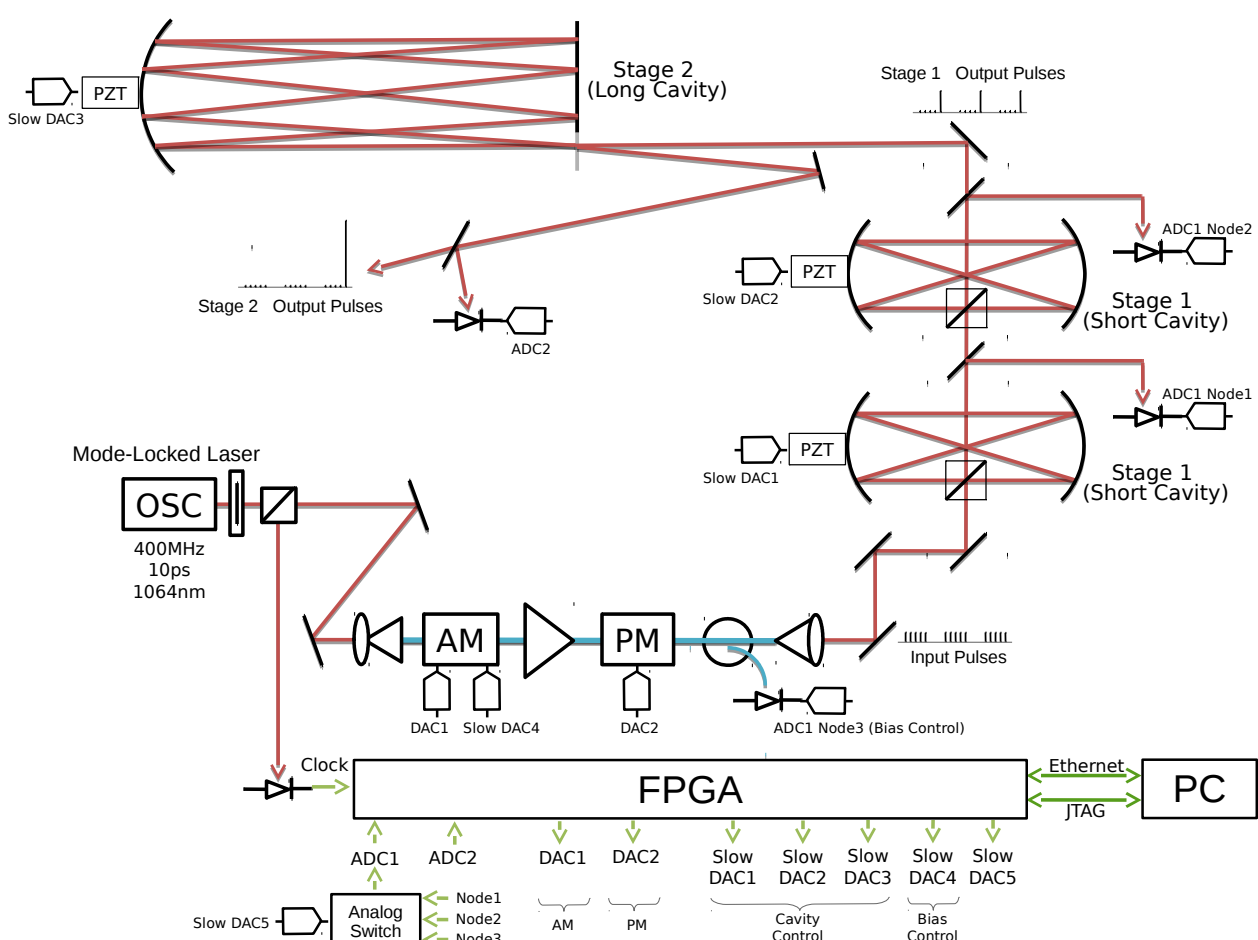 Stage 2
(Long Cavity)
PZT
Slow DAC3
Stage 1 Output Pulses
ADC1 Node2
PZT
Slow DAC2
Stage 1
(Short Cavity)
Stage 2 Output Pulses
ADC2
ADC1 Node1
PZT
Slow DAC1
Stage 1
(Short Cavity)
Mode-Locked Laser
OSC
400MHz
10ps
1064nm
AM
PM
Input Pulses
DAC1
Slow DAC4
DAC2
ADC1 Node3 (Bias Control)
Clock
FPGA
Ethernet
JTAG
PC
ADC1
ADC2
DAC1
DAC2
Slow
DAC1
Slow
DAC2
Slow
DAC3
Slow
DAC4
Slow
DAC5
AM
PM
Cavity
Control
Bias
Control
Slow DAC5
Analog
Switch
Node1
Node2
Node3